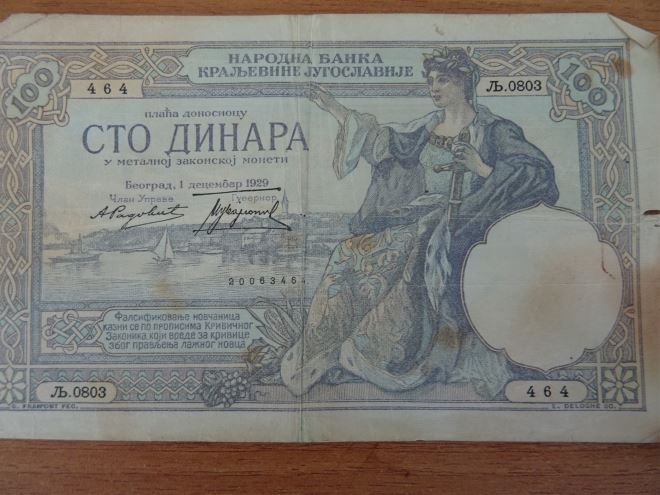 НАРОДНА БАНКА
КРАЉЕВИНЕ ЈУГОСЛАВИЈЕ
100
100
464
Љ.0803
плаћа доносиоцу
СТО ДИНАРА
у металној законској монети
Београд, 1 децембар 1929
Члан Управе
Гувернер
20063464
Фалсификовање новчаница
казни се по прописима Кривичног
Законика, који вреде за кривице
због прављења лажног новца
Љ.0803
464